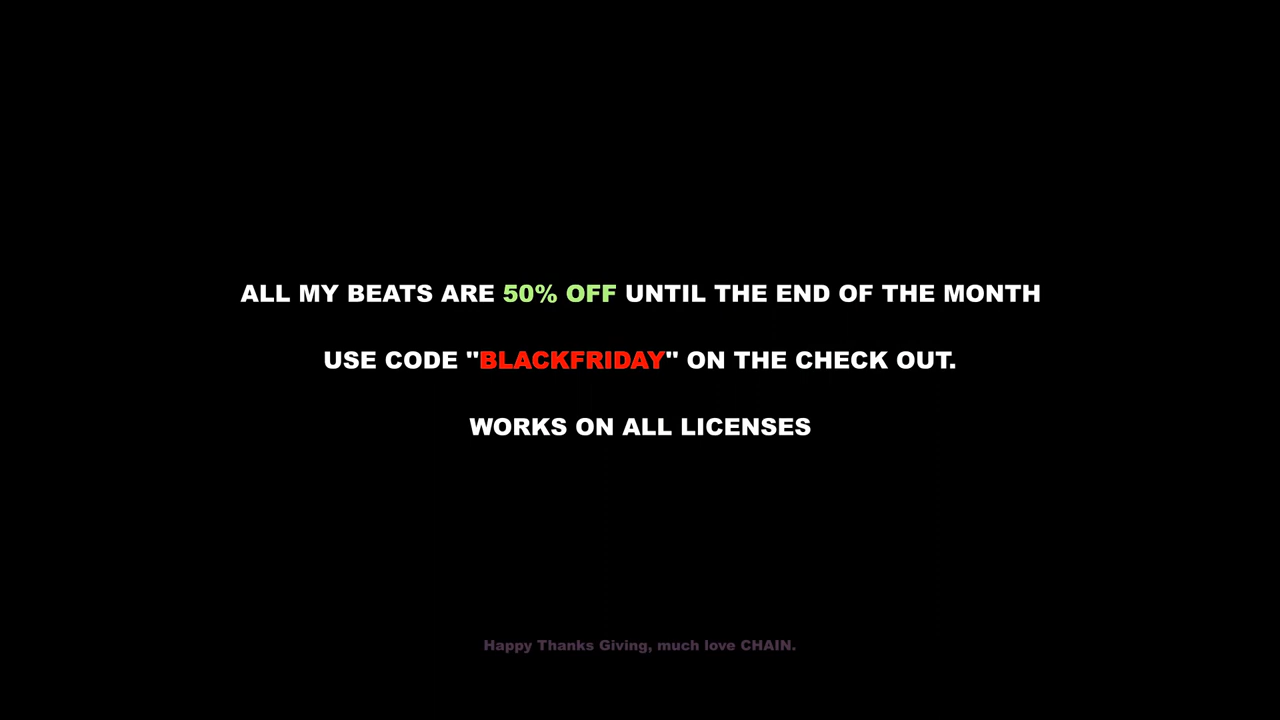 ALL MY BEATS ARE 50% OFF UNTIL THE END OF THE MONTH
USE CODE "BLACKFRIDAY" ON THE CHECK OUT.
WORKS ON ALL LICENSES
Happy Thanks Giving, much love CHAIN.